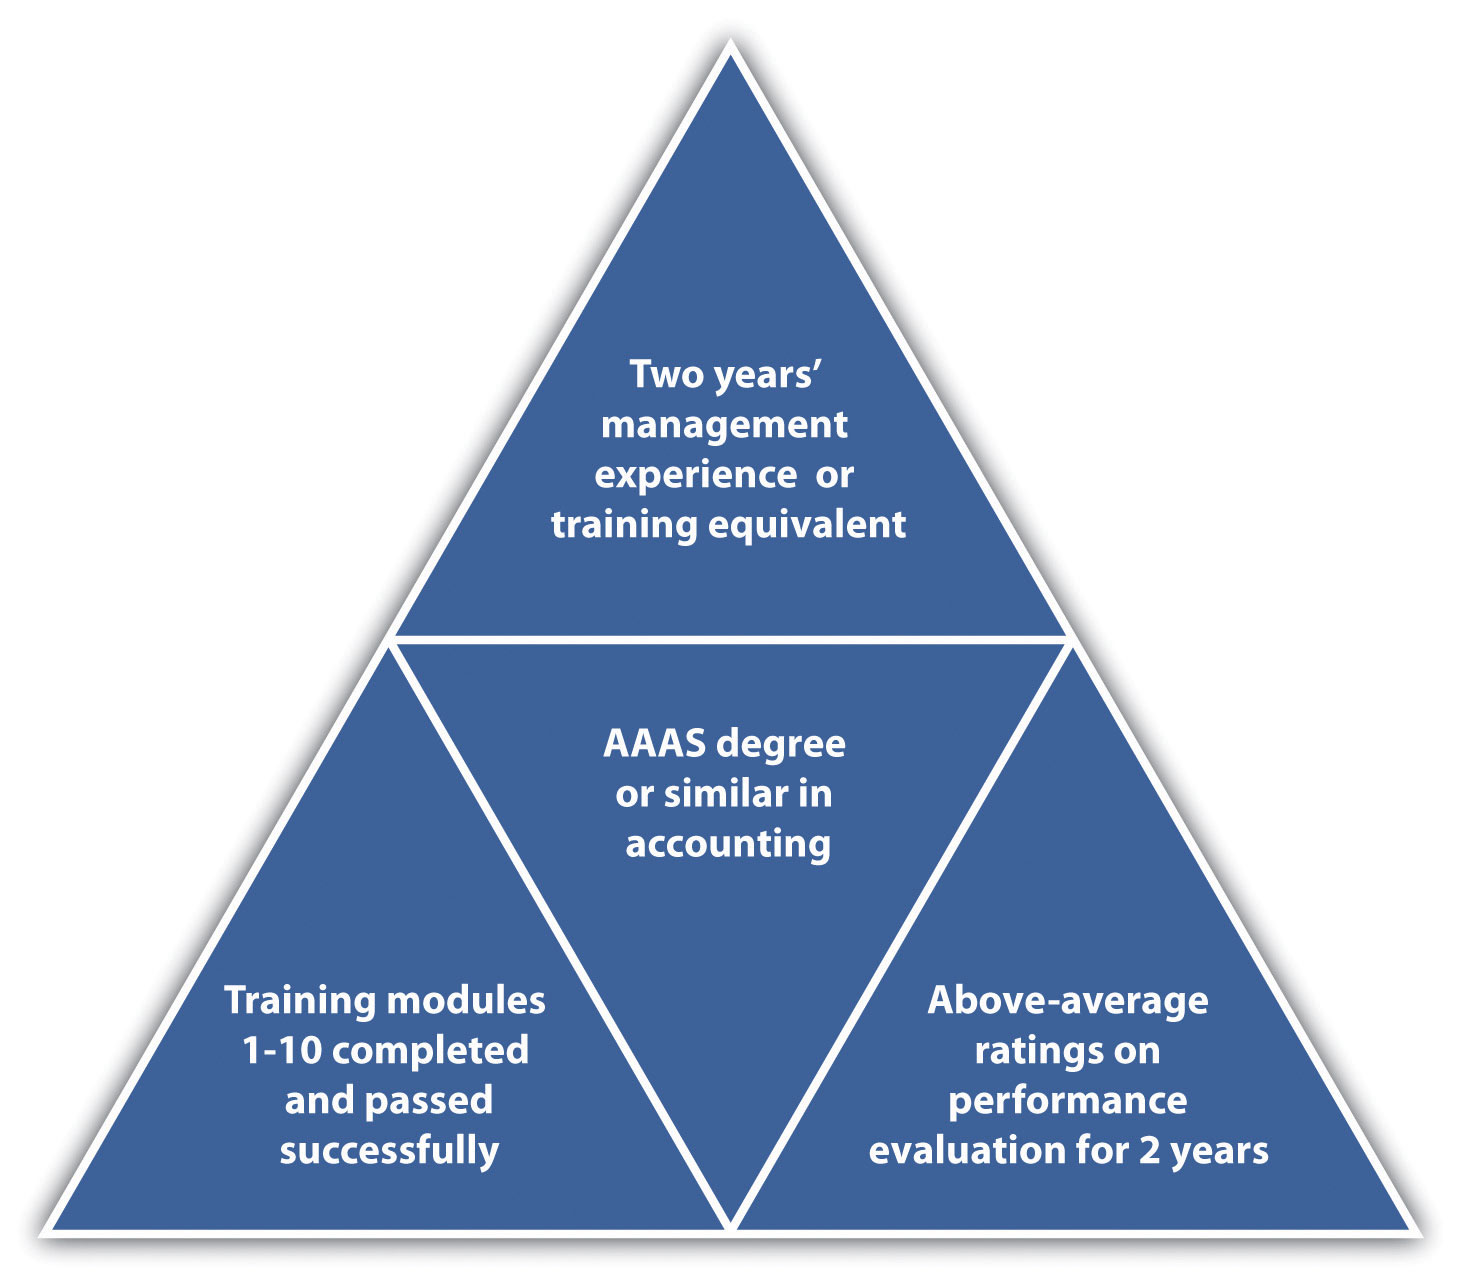 Two years’
management
experience or
training equivalent
AAAS degree
or similar in
accounting
Training modules
1-10 completed
and passed
successfully
Above-average
ratings on
performance
evaluation for 2 years